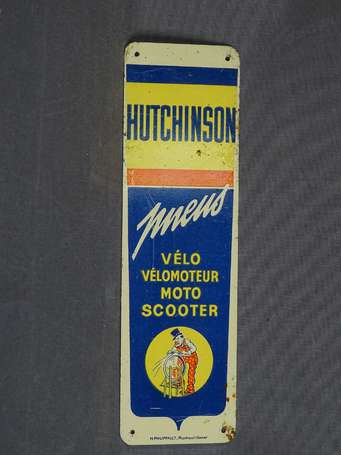 HUTCHINSON
pneus
VÉLO
VÉLOMOTEUR
MOTO
SCOOTER